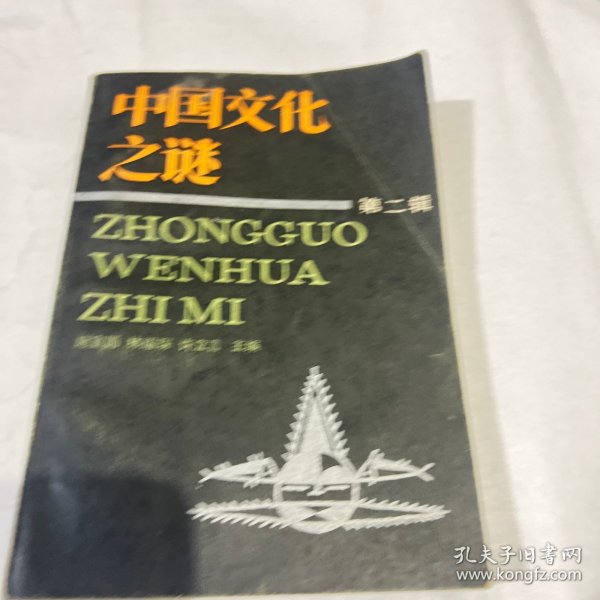 中国文化
之谜
第二辑
ZHONGGUO
WENHUA
ZHI MI
主编
孔夫子旧书网
www.kongfz.com